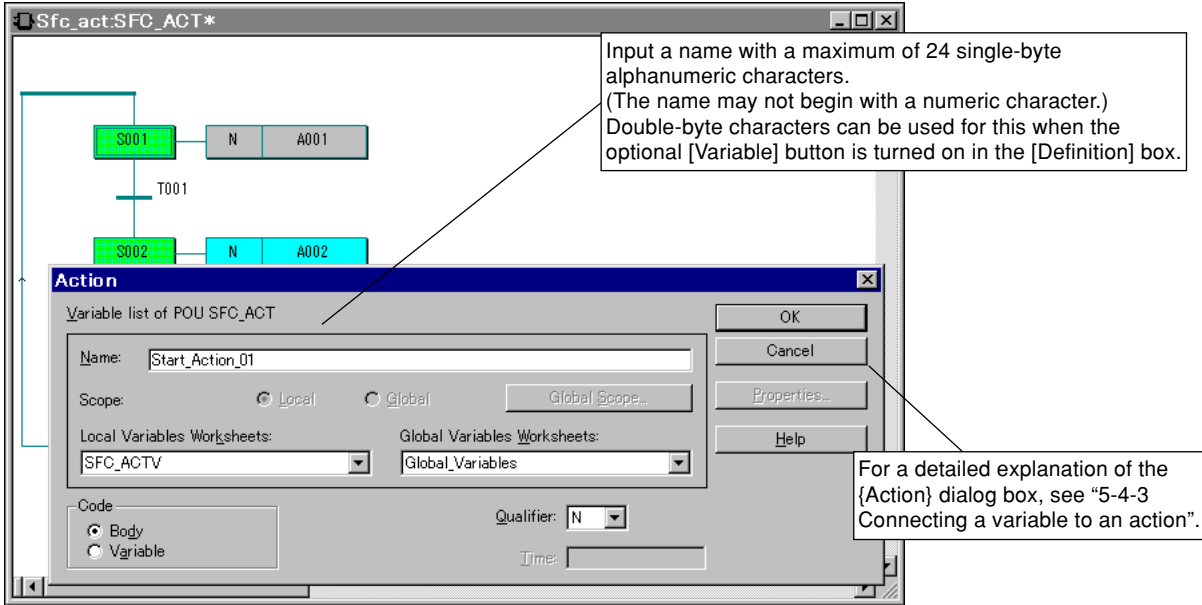 Sfc_act:SFC_ACT*
Input a name with a maximum of 24 single-byte
alphanumeric characters.
(The name may not begin with a numeric character.)
Double-byte characters can be used for this when the
optional [Variable] button is turned on in the [Definition] box.
S001 N A001
T001
S002 N A002
Action
Variable list of POU SFC_ACT
OK
Name: Start_Action_01
Cancel
Scope: Local Global Global Scope...
Properties...
Local Variables Worksheets: Global Variables Worksheets:
Help
SFC_ACTV Global_Variables
For a detailed explanation of the
{Action} dialog box, see “5-4-3
Connecting a variable to an action”.
Code
Qualifier: N
Body
Variable
Time: